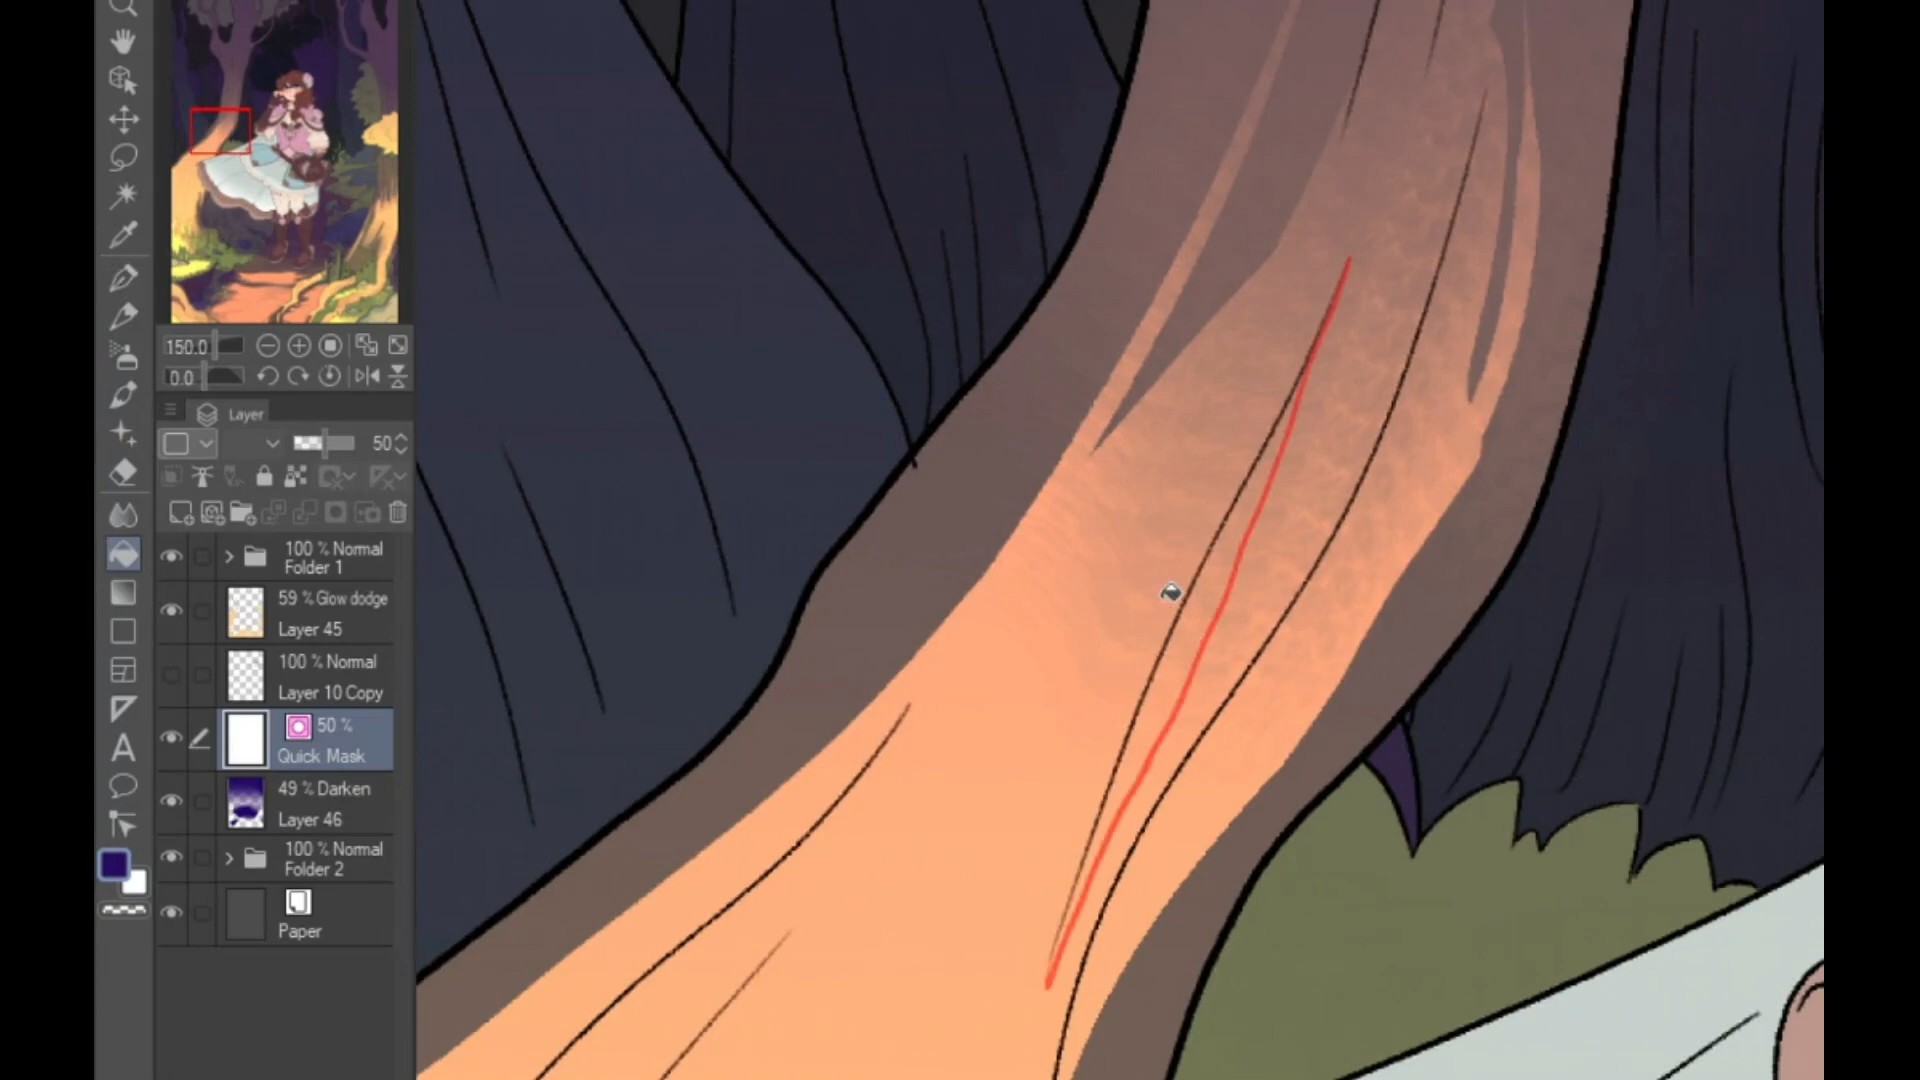 150.0
0.0
Layer
50
100 % Normal
Folder 1
59 % Glow dodge
Layer 45
100 % Normal
Layer 10 Copy
50 %
Quick Mask
49 % Darken
Layer 46
100 % Normal
Folder 2
Paper
A